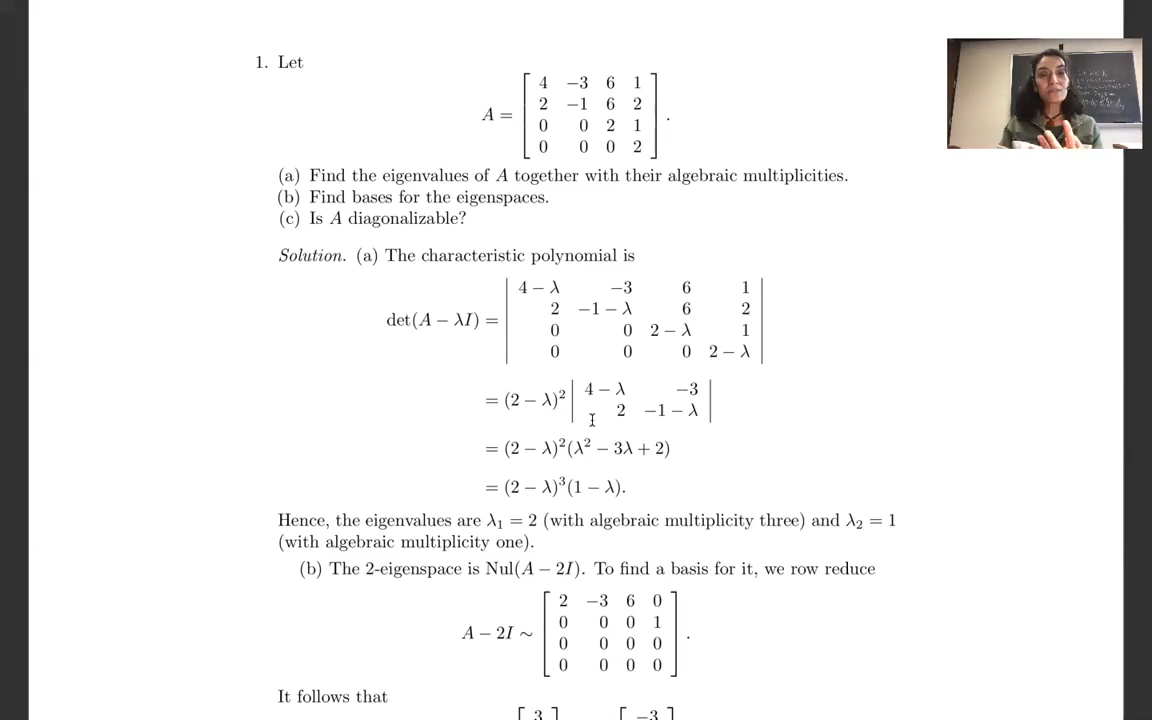 1. Let
A = [ 4 −3 6 1
2 −1 6 2
0 0 2 1
0 0 0 2 ] .
(a) Find the eigenvalues of A together with their algebraic multiplicities.
(b) Find bases for the eigenspaces.
(c) Is A diagonalizable?
Solution. (a) The characteristic polynomial is
det(A − λI) = | 4 − λ −3 6 1
2 −1 − λ 6 2
0 0 2 − λ 1
0 0 0 2 − λ |
= (2 − λ)² | 4 − λ −3
2 −1 − λ |
= (2 − λ)²(λ² − 3λ + 2)
= (2 − λ)³(1 − λ).
Hence, the eigenvalues are λ₁ = 2 (with algebraic multiplicity three) and λ₂ = 1
(with algebraic multiplicity one).
(b) The 2-eigenspace is Nul(A − 2I). To find a basis for it, we row reduce
A − 2I ∼ [ 2 −3 6 0
0 0 0 1
0 0 0 0
0 0 0 0 ] .
It follows that
[ 3 ] [ −3 ]